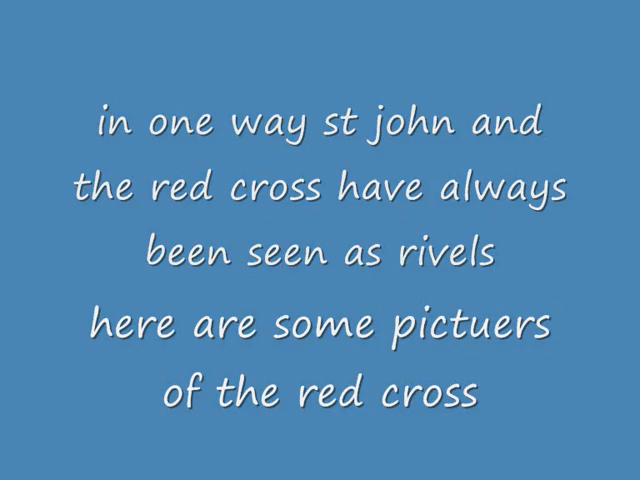 in one way st john and
the red cross have always
been seen as rivels
here are some pictuers
of the red cross